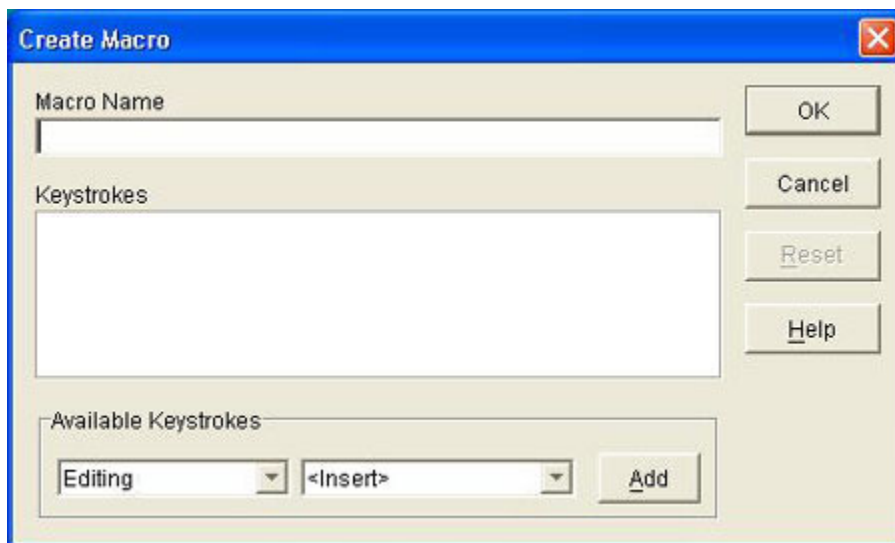 Create Macro
Macro Name
OK
Cancel
Keystrokes
Reset
Help
Available Keystrokes
Editing
<Insert>
Add